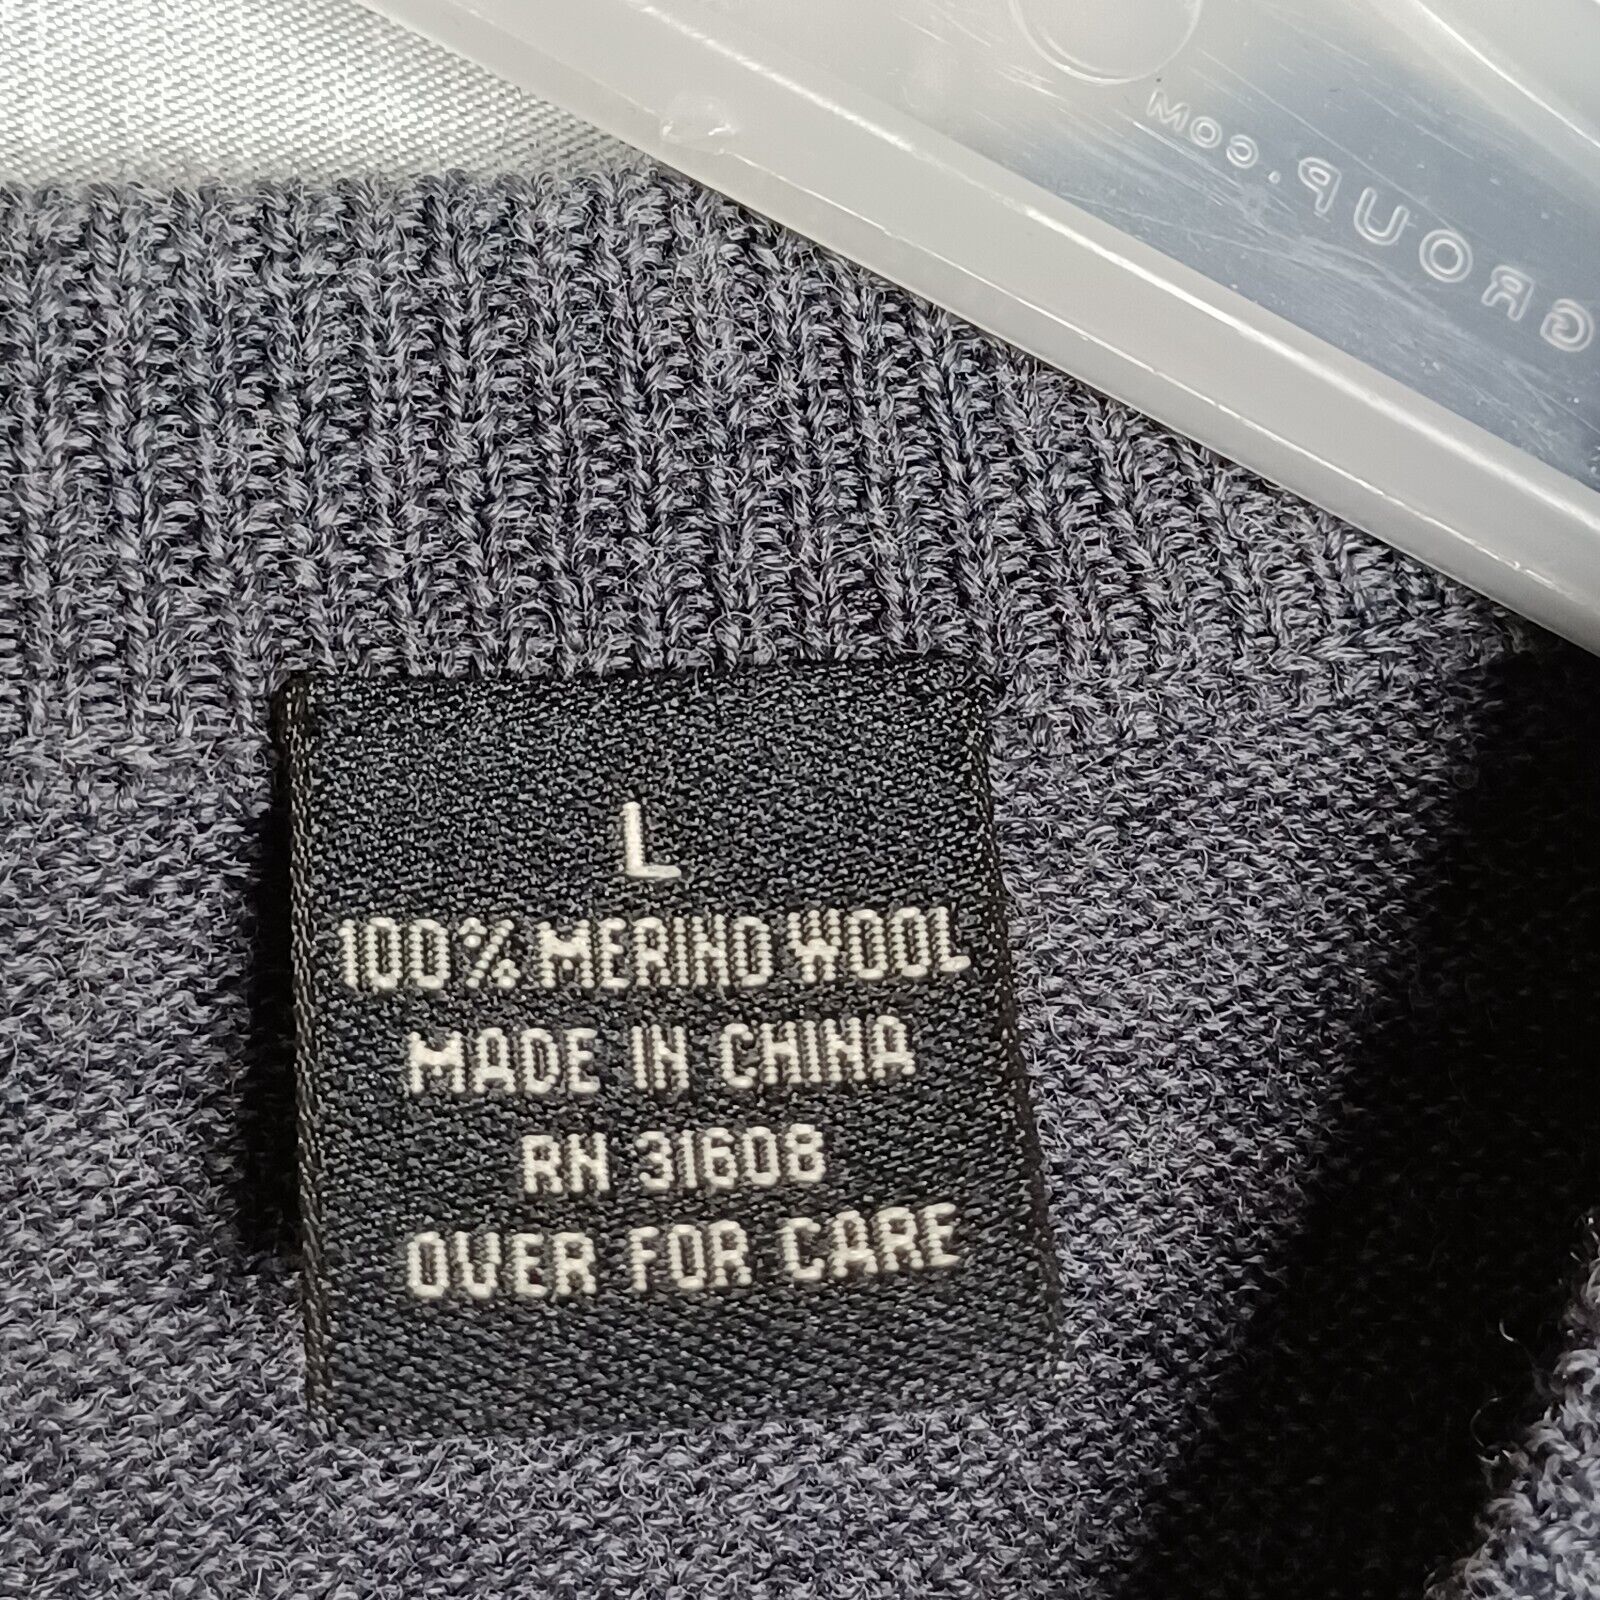 GROUP.COM
L
100% MERINO WOOL
MADE IN CHINA
RN 31608
OVER FOR CARE